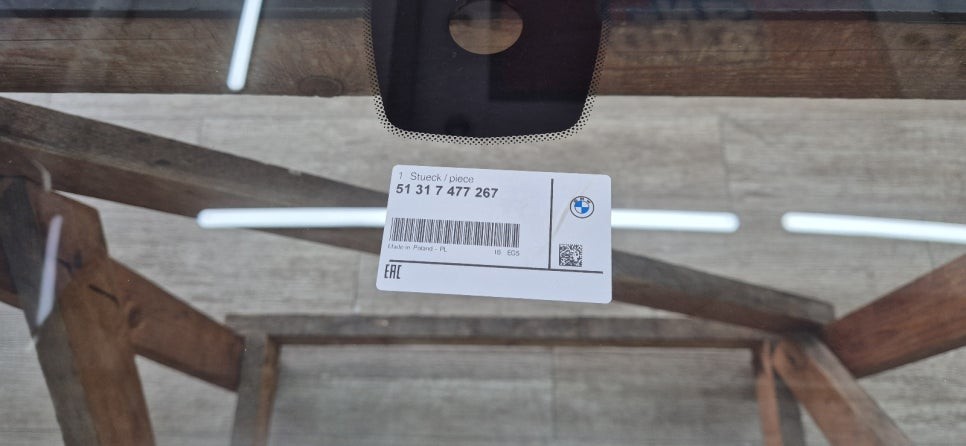 1 Stueck / piece
51 31 7 477 267
Made in Poland - PL
EAC